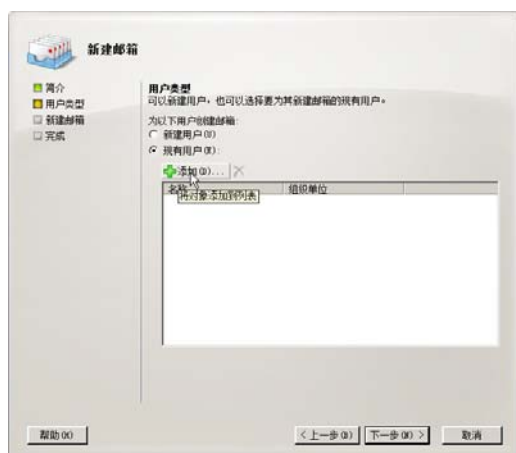 新建邮箱
简介
用户类型
新建邮箱
完成
用户类型
可以新建用户，也可以选择要为其新建邮箱的现有用户。
为以下用户创建邮箱:
新建用户(U)
现有用户(E):
添加(D)...
名称 组织单位
将对象添加到列表
帮助(H)
< 上一步(B) 下一步(N) > 取消